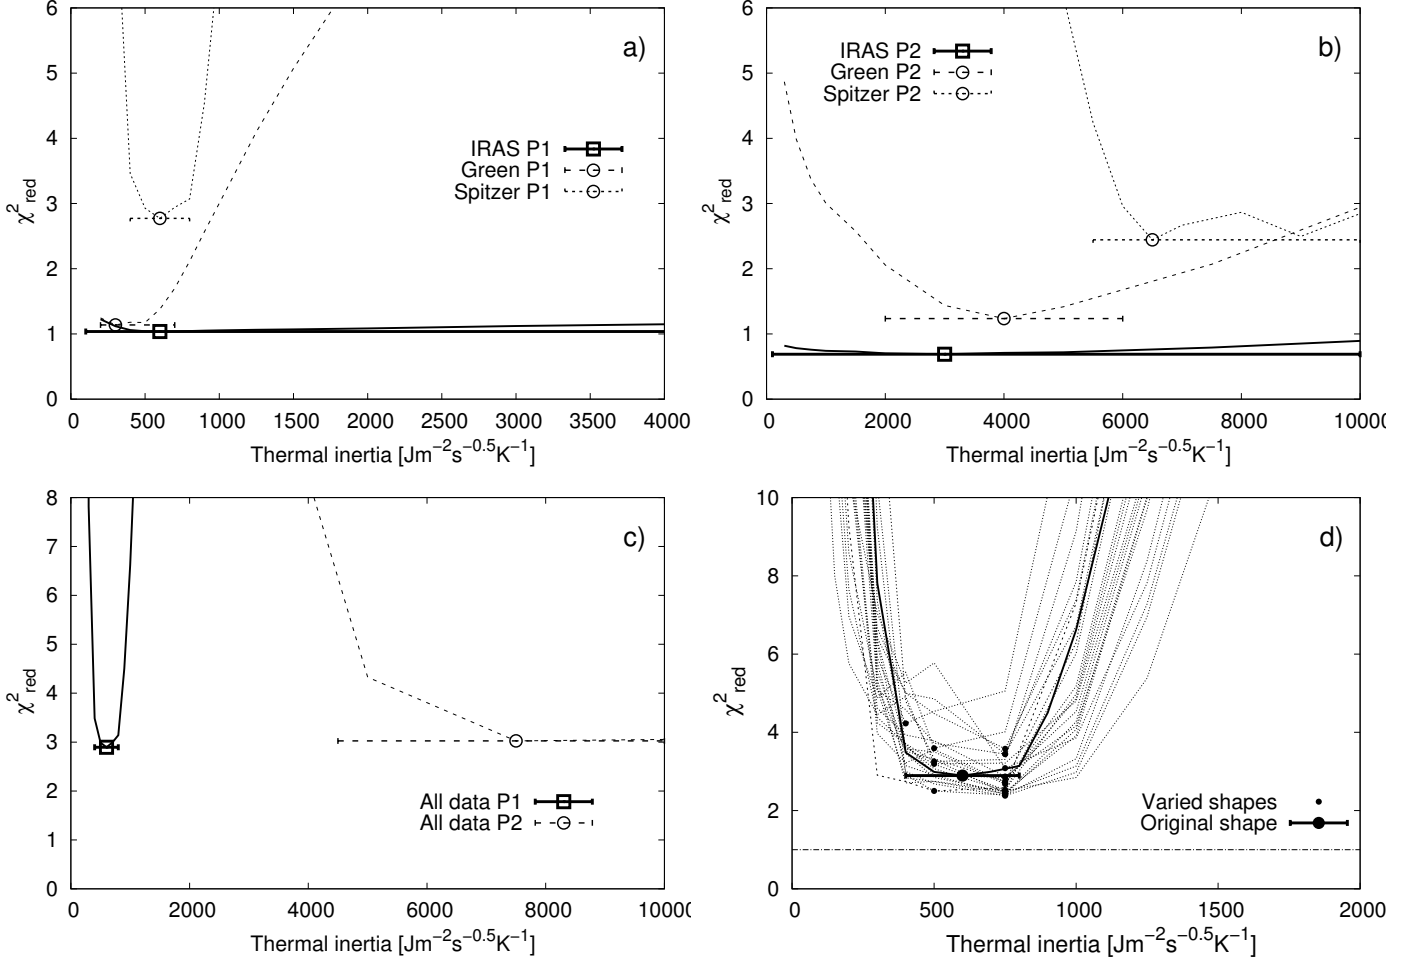 a)
IRAS P1
Green P1
Spitzer P1
χ²red
0
1
2
3
4
5
6
0 500 1000 1500 2000 2500 3000 3500 4000
Thermal inertia [Jm⁻²s⁻⁰·⁵K⁻¹]
b)
IRAS P2
Green P2
Spitzer P2
χ²red
0
1
2
3
4
5
6
0 2000 4000 6000 8000 10000
Thermal inertia [Jm⁻²s⁻⁰·⁵K⁻¹]
c)
All data P1
All data P2
χ²red
0
1
2
3
4
5
6
7
8
0 2000 4000 6000 8000 10000
Thermal inertia [Jm⁻²s⁻⁰·⁵K⁻¹]
d)
Varied shapes
Original shape
χ²red
0
2
4
6
8
10
0 500 1000 1500 2000
Thermal inertia [Jm⁻²s⁻⁰·⁵K⁻¹]